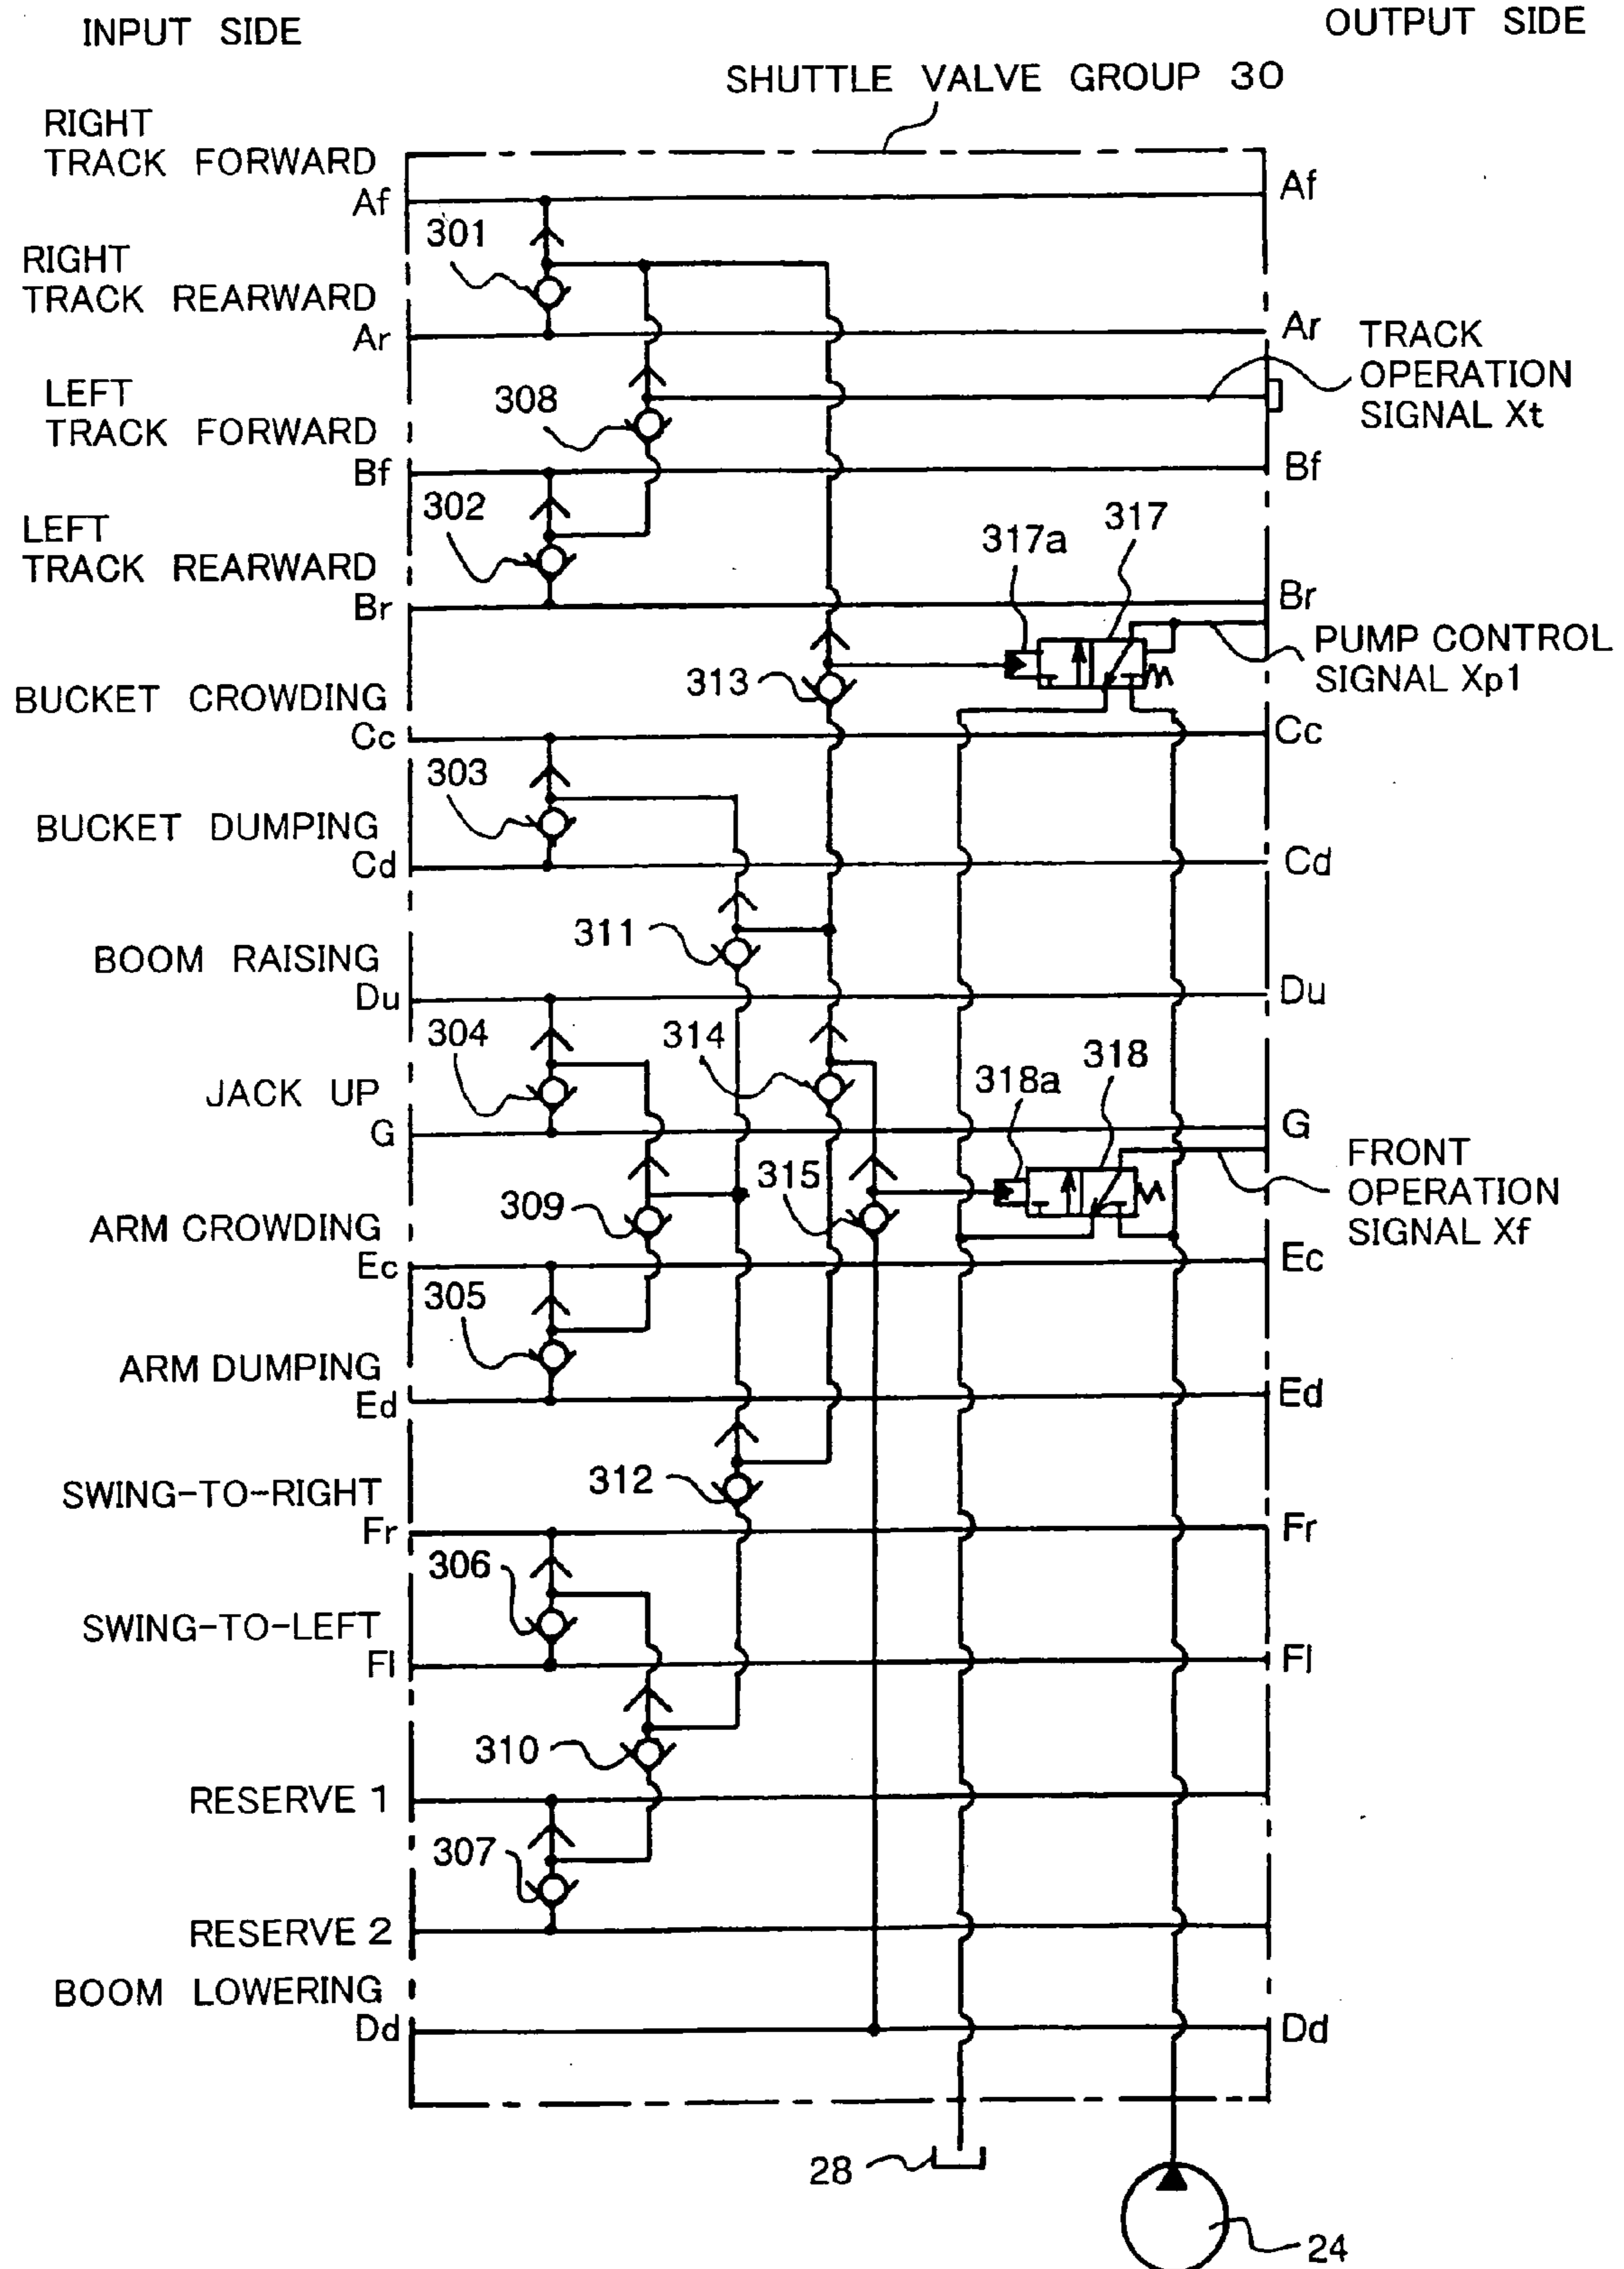 INPUT SIDE
OUTPUT SIDE
SHUTTLE VALVE GROUP 30
RIGHT
TRACK FORWARD
Af
Af
301
RIGHT
TRACK REARWARD
Ar
Ar
TRACK
OPERATION
SIGNAL Xt
308
LEFT
TRACK FORWARD
Bf
Bf
302
317
317a
LEFT
TRACK REARWARD
Br
Br
PUMP CONTROL
SIGNAL Xp1
313
BUCKET CROWDING
Cc
Cc
303
BUCKET DUMPING
Cd
Cd
311
BOOM RAISING
Du
Du
304
314
318
318a
JACK UP
G
G
FRONT
OPERATION
SIGNAL Xf
315
309
ARM CROWDING
Ec
Ec
305
ARM DUMPING
Ed
Ed
312
SWING-TO-RIGHT
Fr
Fr
306
SWING-TO-LEFT
Fl
Fl
310
RESERVE 1
307
RESERVE 2
BOOM LOWERING
Dd
Dd
28
24